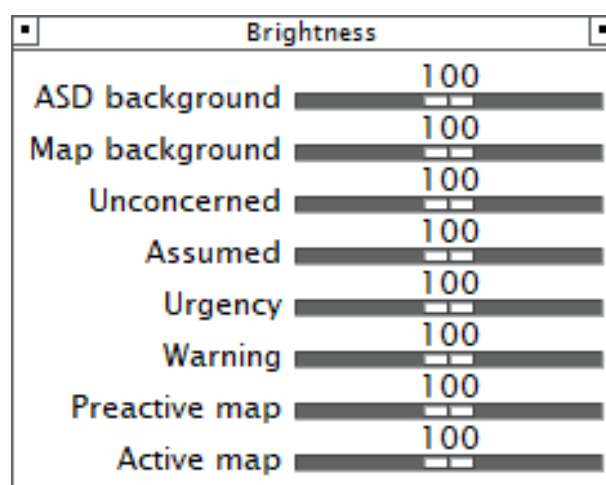 Brightness
100
ASD background
100
Map background
100
Unconcerned
100
Assumed
100
Urgency
100
Warning
100
Preactive map
100
Active map